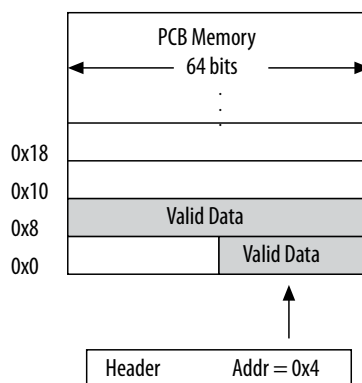 PCB Memory
64 bits
.
.
.
0x18
0x10
Valid Data
0x8
Valid Data
0x0
Header Addr = 0x4